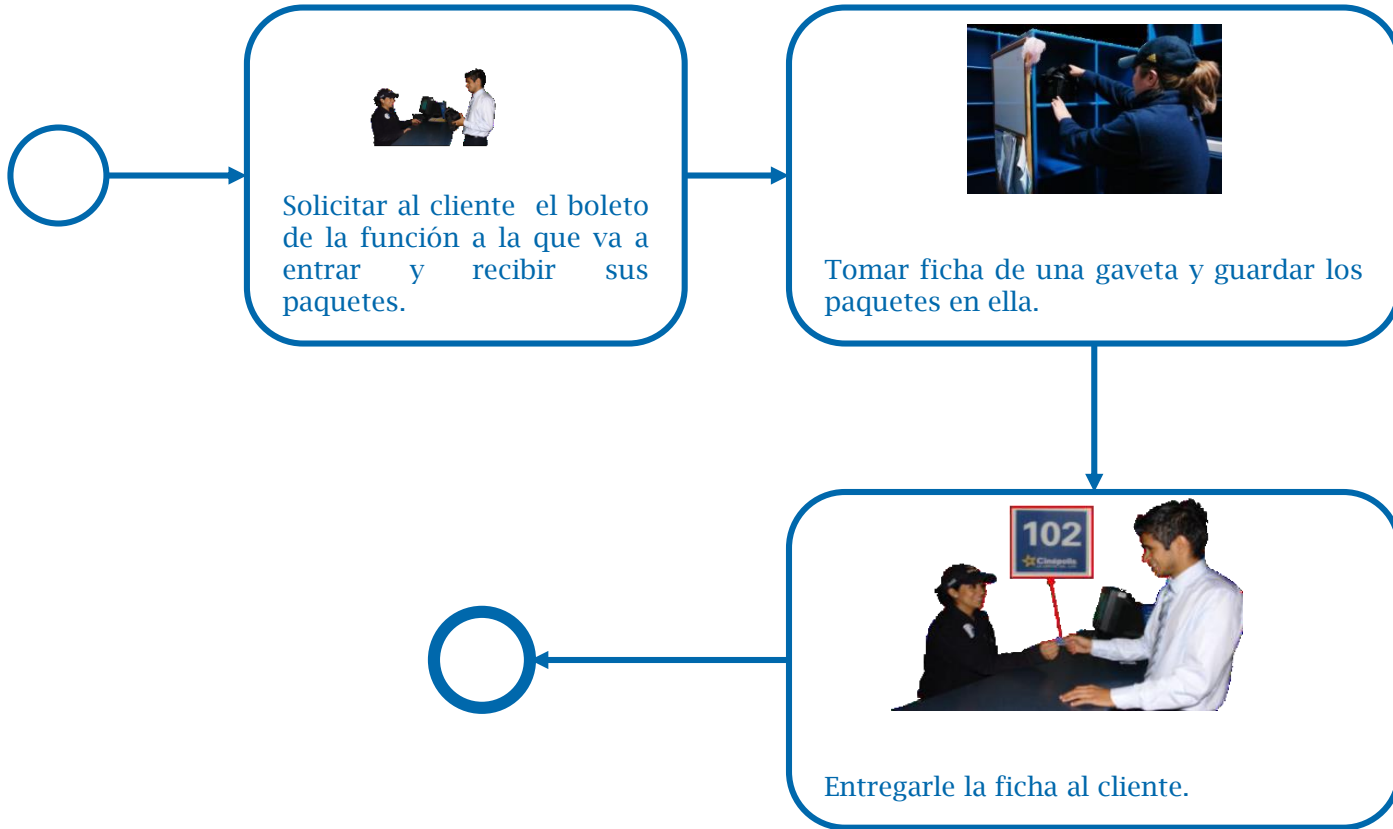 Solicitar al cliente el boleto
de la función a la que va a
entrar y recibir sus
paquetes.
Tomar ficha de una gaveta y guardar los
paquetes en ella.
102
Cinépolis
Entregarle la ficha al cliente.